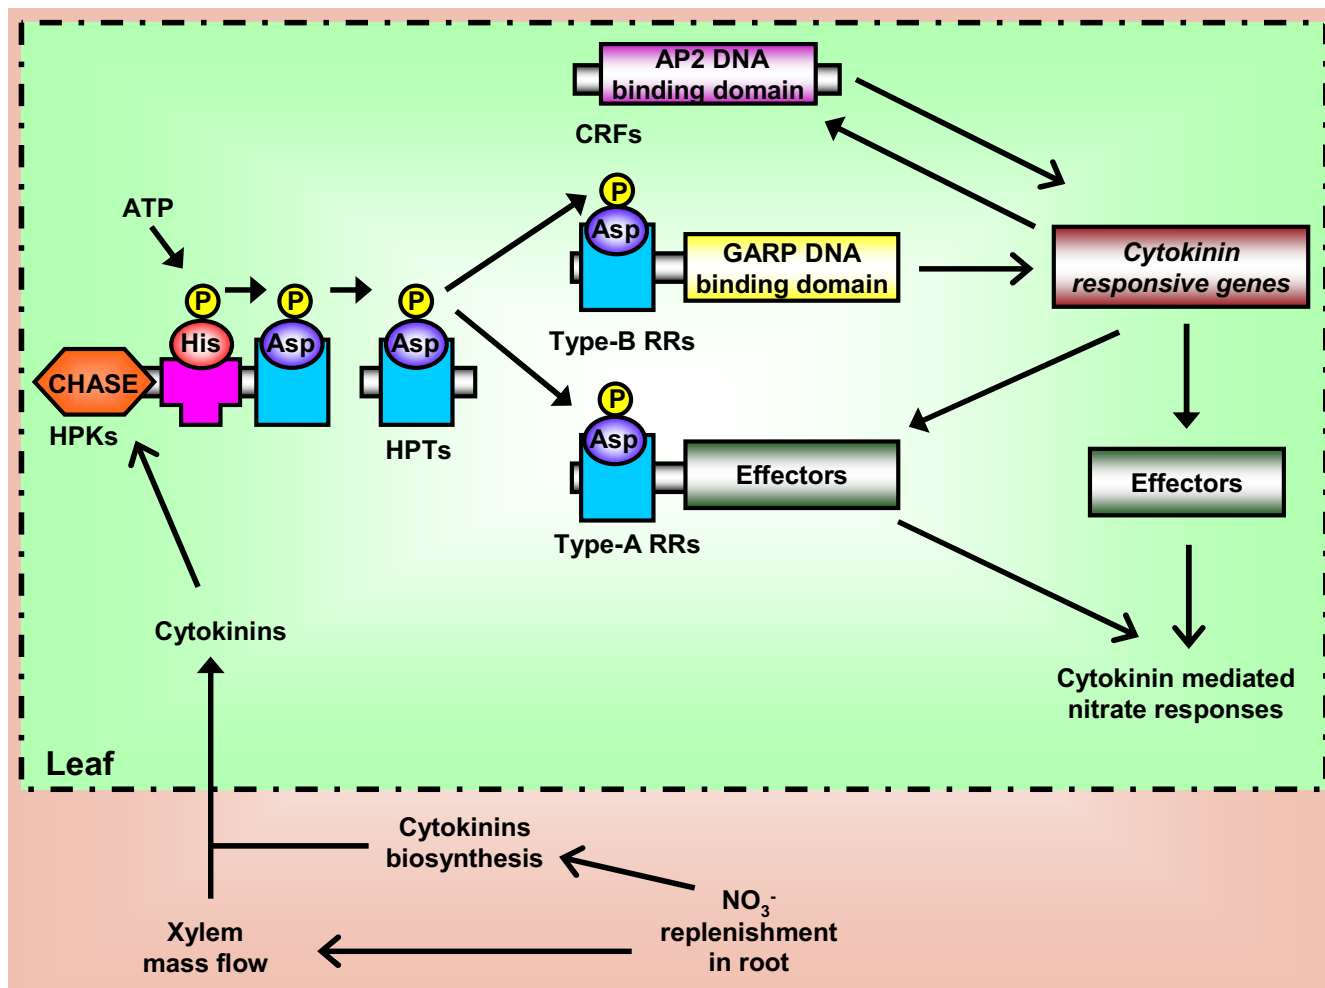 AP2 DNA
binding domain
CRFs
ATP
P
Asp
GARP DNA
binding domain
Type-B RRs
Cytokinin
responsive genes
P
His
P
Asp
P
Asp
CHASE
HPKs
HPTs
P
Asp
Effectors
Type-A RRs
Effectors
Cytokinins
Cytokinin mediated
nitrate responses
Leaf
Cytokinins
biosynthesis
NO3-
replenishment
in root
Xylem
mass flow